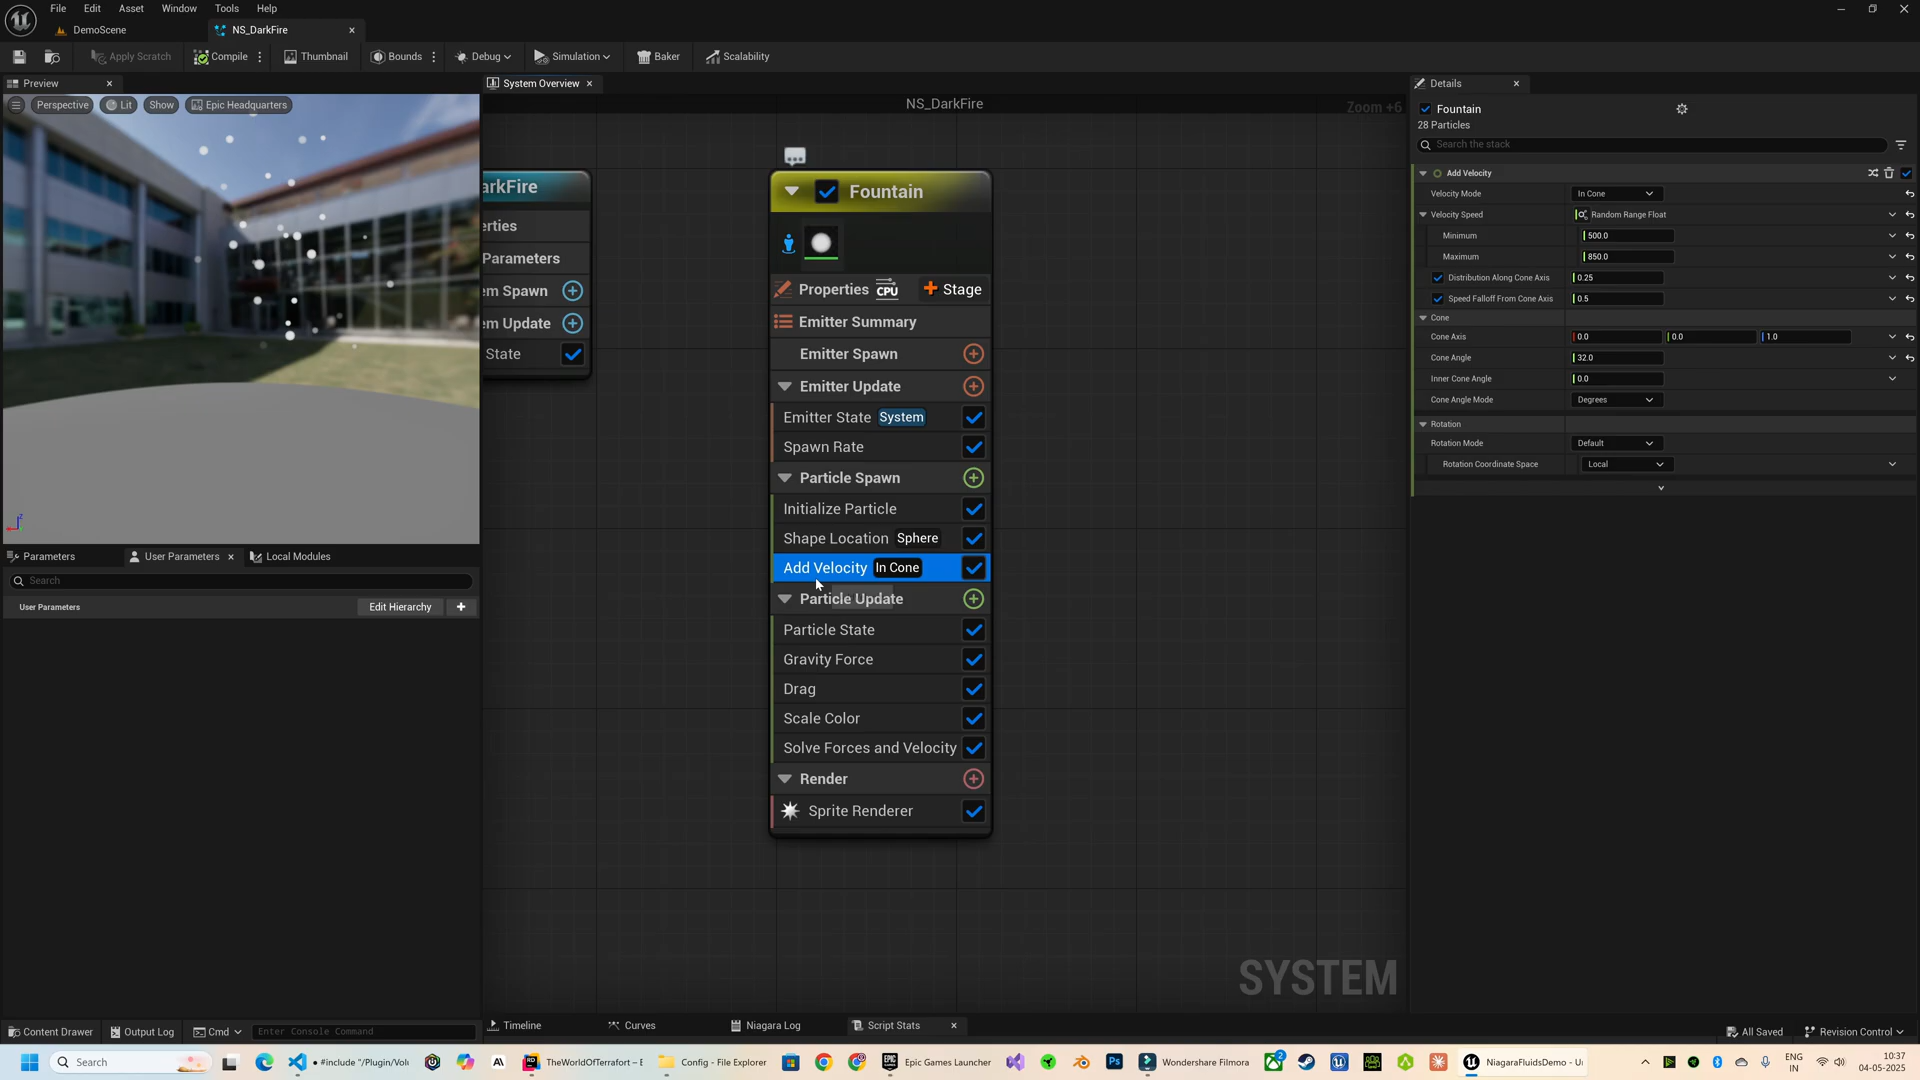 File Edit Asset Window Tools Help
DemoScene
NS_DarkFire
Apply Scratch
Compile
Thumbnail
Bounds
Debug
Simulation
Baker
Scalability
Preview
System Overview
Details
Perspective
Lit
Show
Epic Headquarters
NS_DarkFire
Zoom +6
Fountain
28 Particles
Search the stack
arkFire
erties
Parameters
em Spawn
em Update
State
Fountain
Properties
CPU
Stage
Emitter Summary
Emitter Spawn
Emitter Update
Emitter State System
Spawn Rate
Particle Spawn
Initialize Particle
Shape Location Sphere
Add Velocity In Cone
Particle Update
Particle State
Gravity Force
Drag
Scale Color
Solve Forces and Velocity
Render
Sprite Renderer
Add Velocity
Velocity Mode In Cone
Velocity Speed Random Range Float
Minimum 500.0
Maximum 850.0
Distribution Along Cone Axis 0.25
Speed Falloff From Cone Axis 0.5
Cone
Cone Axis 0.0 0.0 1.0
Cone Angle 32.0
Inner Cone Angle 0.0
Cone Angle Mode Degrees
Rotation
Rotation Mode Default
Rotation Coordinate Space Local
z
Parameters
User Parameters
Local Modules
Search
User Parameters
Edit Hierarchy
SYSTEM
Timeline
Curves
Niagara Log
Script Stats
Content Drawer
Output Log
Cmd
Enter Console Command
All Saved
Revision Control
Search
• #include "/Plugin/Volu
TheWorldOfTerrafort – E
Config - File Explorer
Epic Games Launcher
Wondershare Filmora
2
NiagaraFluidsDemo - Un
ENG
IN
10:37
04-05-2025